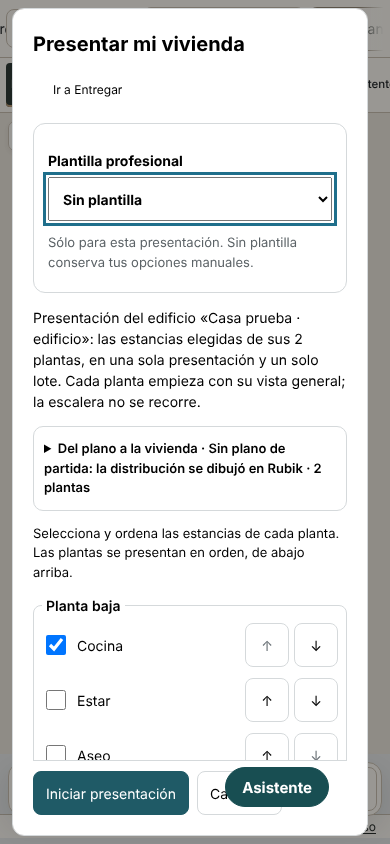 Presentar mi vivienda
Ir a Entregar
Plantilla profesional
Sin plantilla
Sólo para esta presentación. Sin plantilla
conserva tus opciones manuales.
Presentación del edificio «Casa prueba ·
edificio»: las estancias elegidas de sus 2
plantas, en una sola presentación y un solo
lote. Cada planta empieza con su vista general;
la escalera no se recorre.
Del plano a la vivienda · Sin plano de
partida: la distribución se dibujó en Rubik · 2
plantas
Selecciona y ordena las estancias de cada planta.
Las plantas se presentan en orden, de abajo
arriba.
Planta baja
Cocina ↑ ↓
Estar ↑ ↓
Aseo ↑ ↓
Iniciar presentación
Asistente